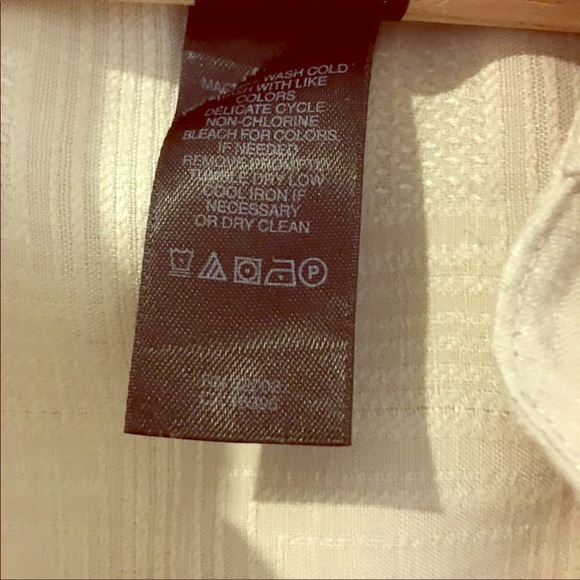 WASH COLD
WITH LIKE
COLORS
DELICATE CYCLE
NON-CHLORINE
BLEACH FOR COLORS
IF NEEDED
REMOVE
DRY LOW
COOL IRON IF
NECESSARY
OR DRY CLEAN
P